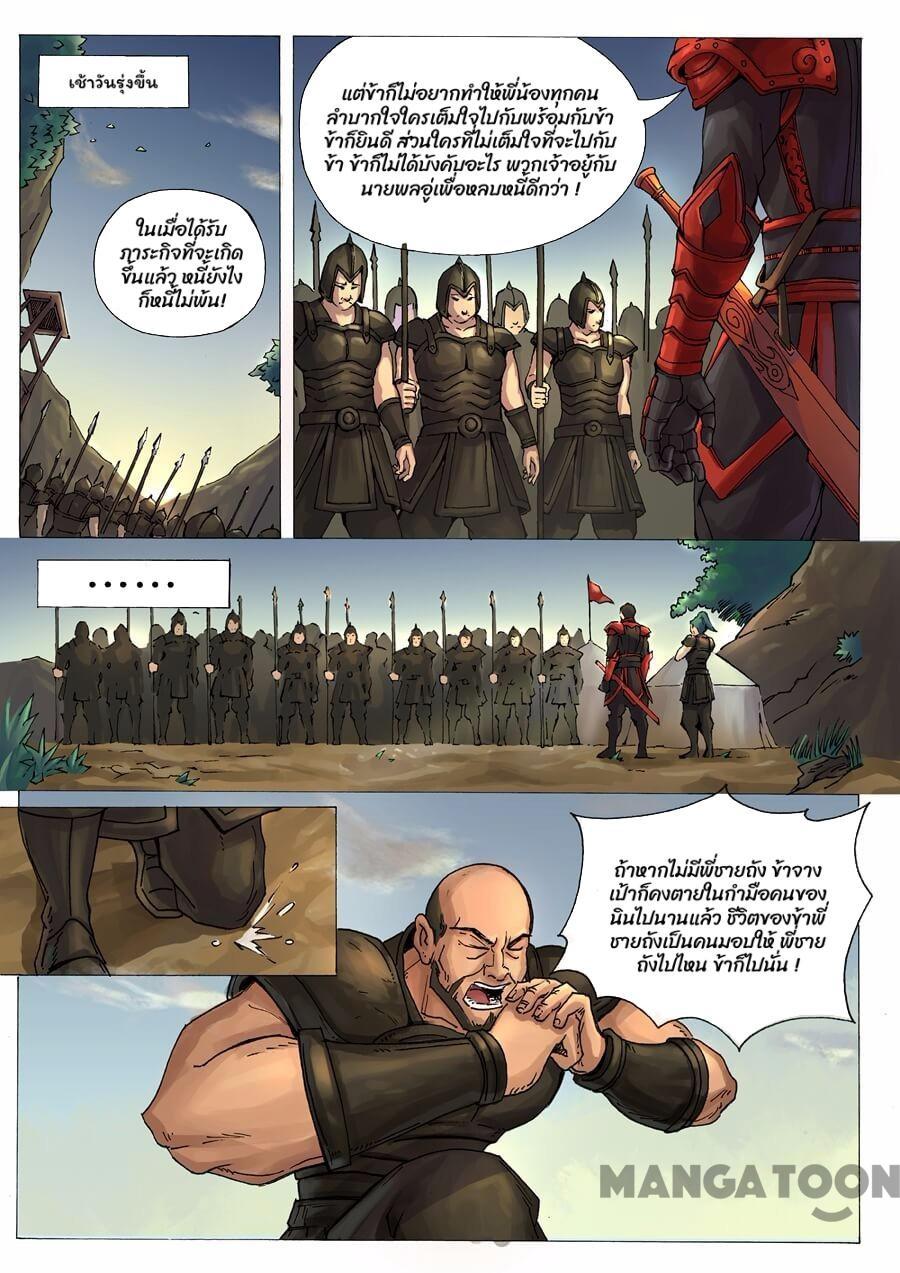 เช้าวันรุ่งขึ้น
ในเมื่อได้รับ
ภาระกิจที่จะเกิด
ขึ้นแล้ว หนี้ยังไง
ก็หนี้ไม่พ้น!
แต่ข้าก็ไม่อยากทำให้พี่น้องทุกคน
ลำบากใจใครเต็มใจไปกับพร้อมกับข้า
ข้าก็ยินดี ส่วนใครที่ไม่เต็มใจที่จะไปกับ
ข้า ข้าก็ไม่ได้บังคับอะไร พวกเจ้าอยู่กับ
นายพลอู่เพื่อหลบหนี้ดีกว่า !
......
ถ้าหากไม่มีพี่ชายถัง ข้าจาง
เป้าก็คงตายในกำมือคนของ
นินไปนานแล้ว ชีวิตของข้าพี่
ชายถังเป็นคนมอบให้ พี่ชาย
ถังไปไหน ข้าก็ไปนั่น !
MANGATOON